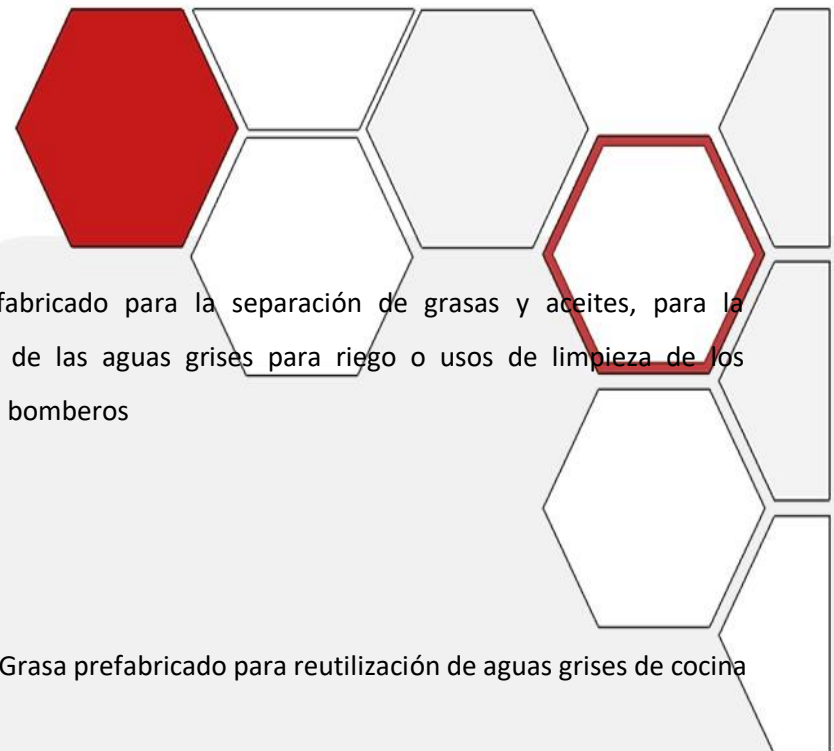 fabricado para la separación de grasas y aceites, para la
de las aguas grises para riego o usos de limpieza de los
bomberos
Grasa prefabricado para reutilización de aguas grises de cocina